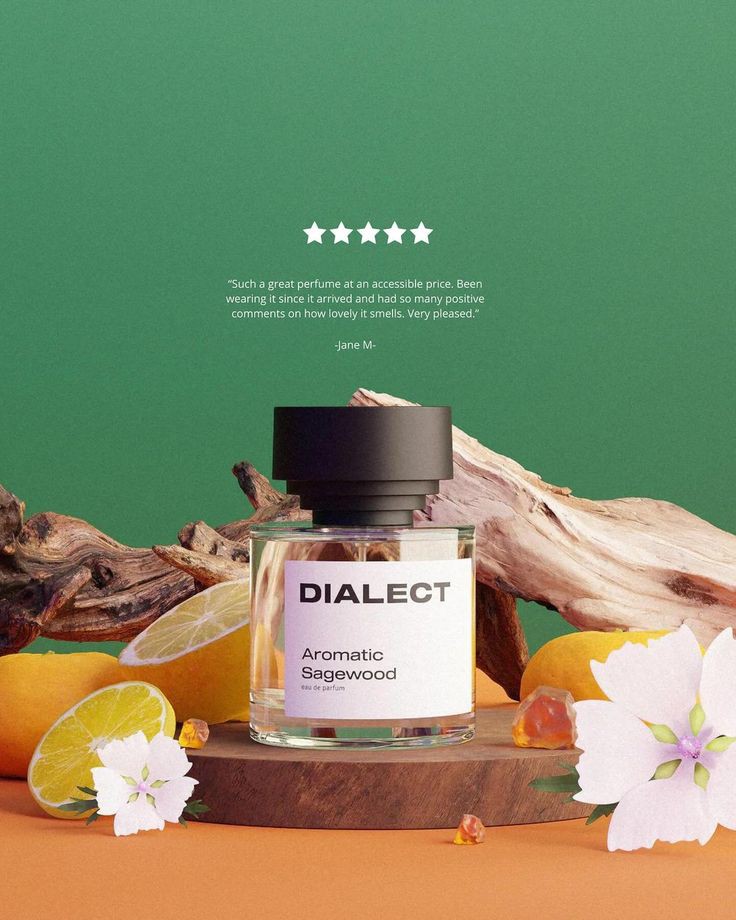 “Such a great perfume at an accessible price. Been
wearing it since it arrived and had so many positive
comments on how lovely it smells. Very pleased.”
-Jane M-
DIALECT
Aromatic
Sagewood
eau de parfum